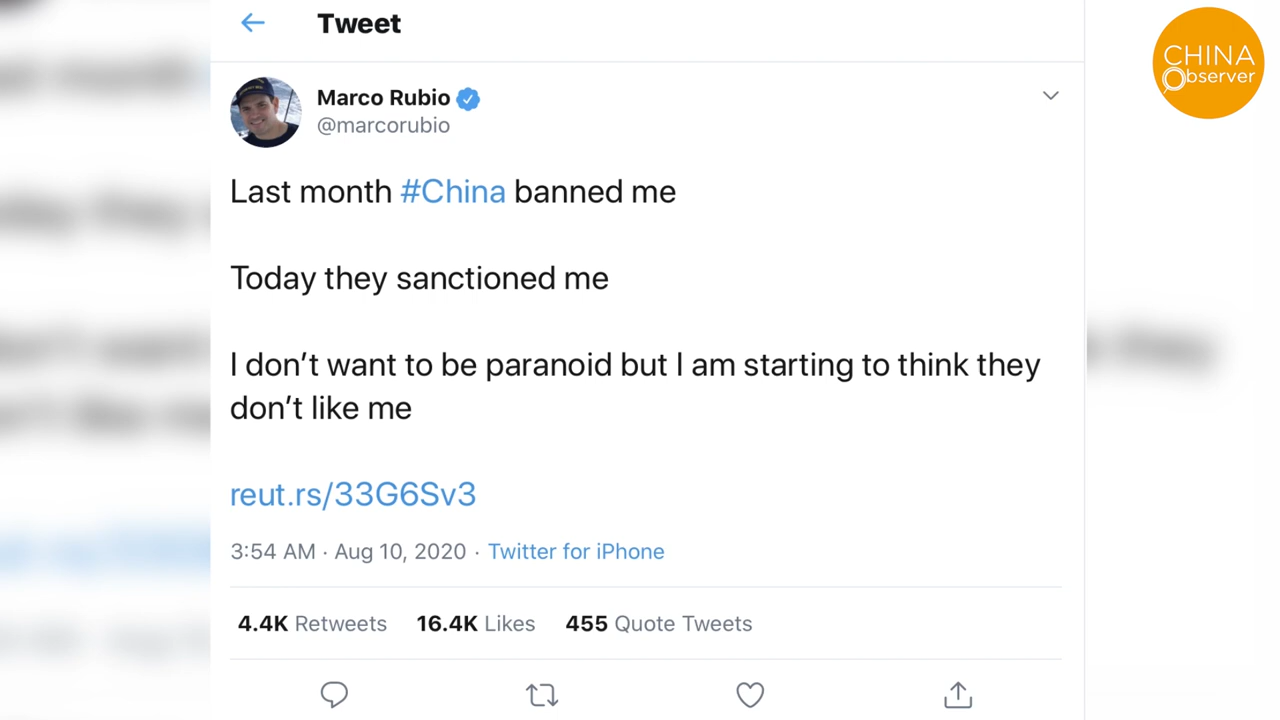 Tweet
CHINA
Observer
Marco Rubio
@marcorubio
Last month #China banned me
Today they sanctioned me
I don’t want to be paranoid but I am starting to think they
don’t like me
reut.rs/33G6Sv3
3:54 AM · Aug 10, 2020 · Twitter for iPhone
4.4K Retweets 16.4K Likes 455 Quote Tweets